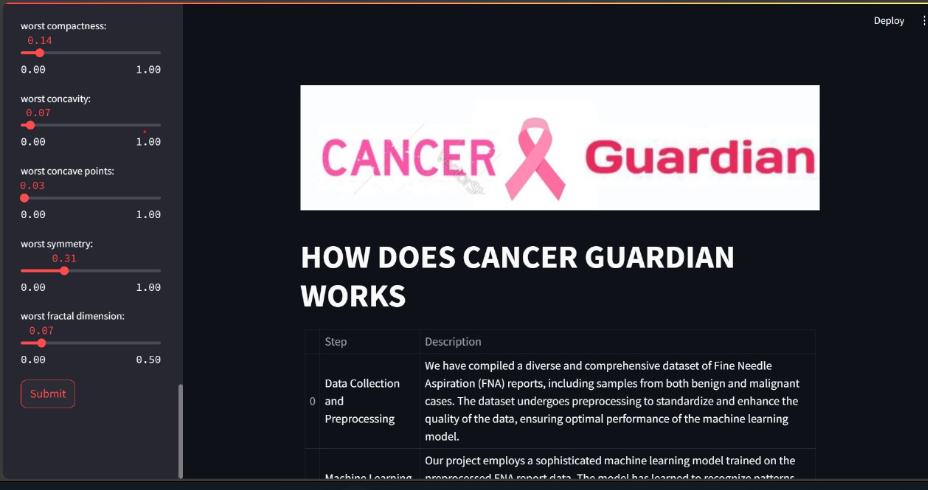 worst compactness:
0.14
0.00 1.00
worst concavity:
0.07
0.00 1.00
worst concave points:
0.03
0.00 1.00
worst symmetry:
0.31
0.00 1.00
worst fractal dimension:
0.07
0.00 0.50
Submit
Deploy
CANCER Guardian
HOW DOES CANCER GUARDIAN
WORKS
Step Description
0 Data Collection and Preprocessing
We have compiled a diverse and comprehensive dataset of Fine Needle
Aspiration (FNA) reports, including samples from both benign and malignant
cases. The dataset undergoes preprocessing to standardize and enhance the
quality of the data, ensuring optimal performance of the machine learning
model.
Machine Learning
Our project employs a sophisticated machine learning model trained on the
preprocessed FNA report data. The model has learned to recognize patterns